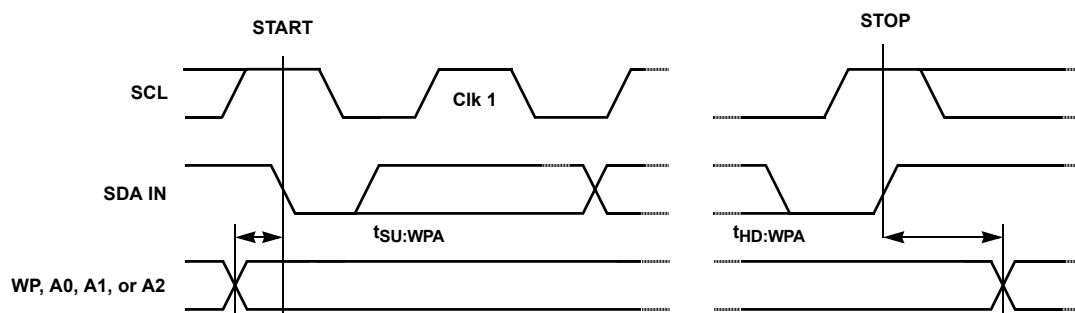 START
STOP
SCL
Clk 1
SDA IN
tSU:WPA
tHD:WPA
WP, A0, A1, or A2